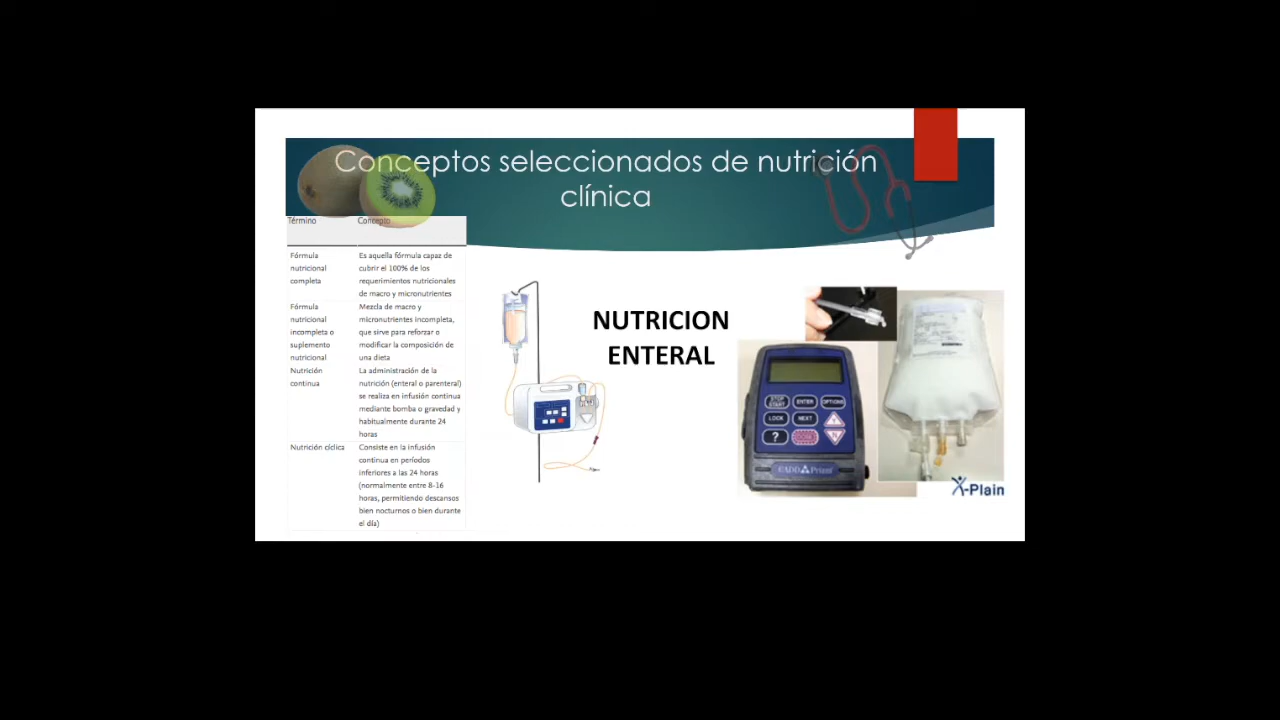 Conceptos seleccionados de nutrición
clínica
Término Concepto
Fórmula
nutricional
completa
Es aquella fórmula capaz de
cubrir el 100% de los
requerimientos nutricionales
de macro y micronutrientes
Fórmula
nutricional
incompleta o
suplemento
nutricional
Mezcla de macro y
micronutrientes incompleta,
que sirve para reforzar o
modificar la composición de
una dieta
Nutrición
continua
La administración de la
nutrición (enteral o parenteral)
se realiza en infusión continua
mediante bomba o gravedad y
habitualmente durante 24
horas
Nutrición cíclica
Consiste en la infusión
continua en períodos
inferiores a las 24 horas
(normalmente entre 8-16
horas, permitiendo descansos
bien nocturnos o bien durante
el día)
NUTRICION
ENTERAL
STOP
START
ENTER
OPTIONS
LOCK
NEXT
?
CADD Prizm
X-Plain